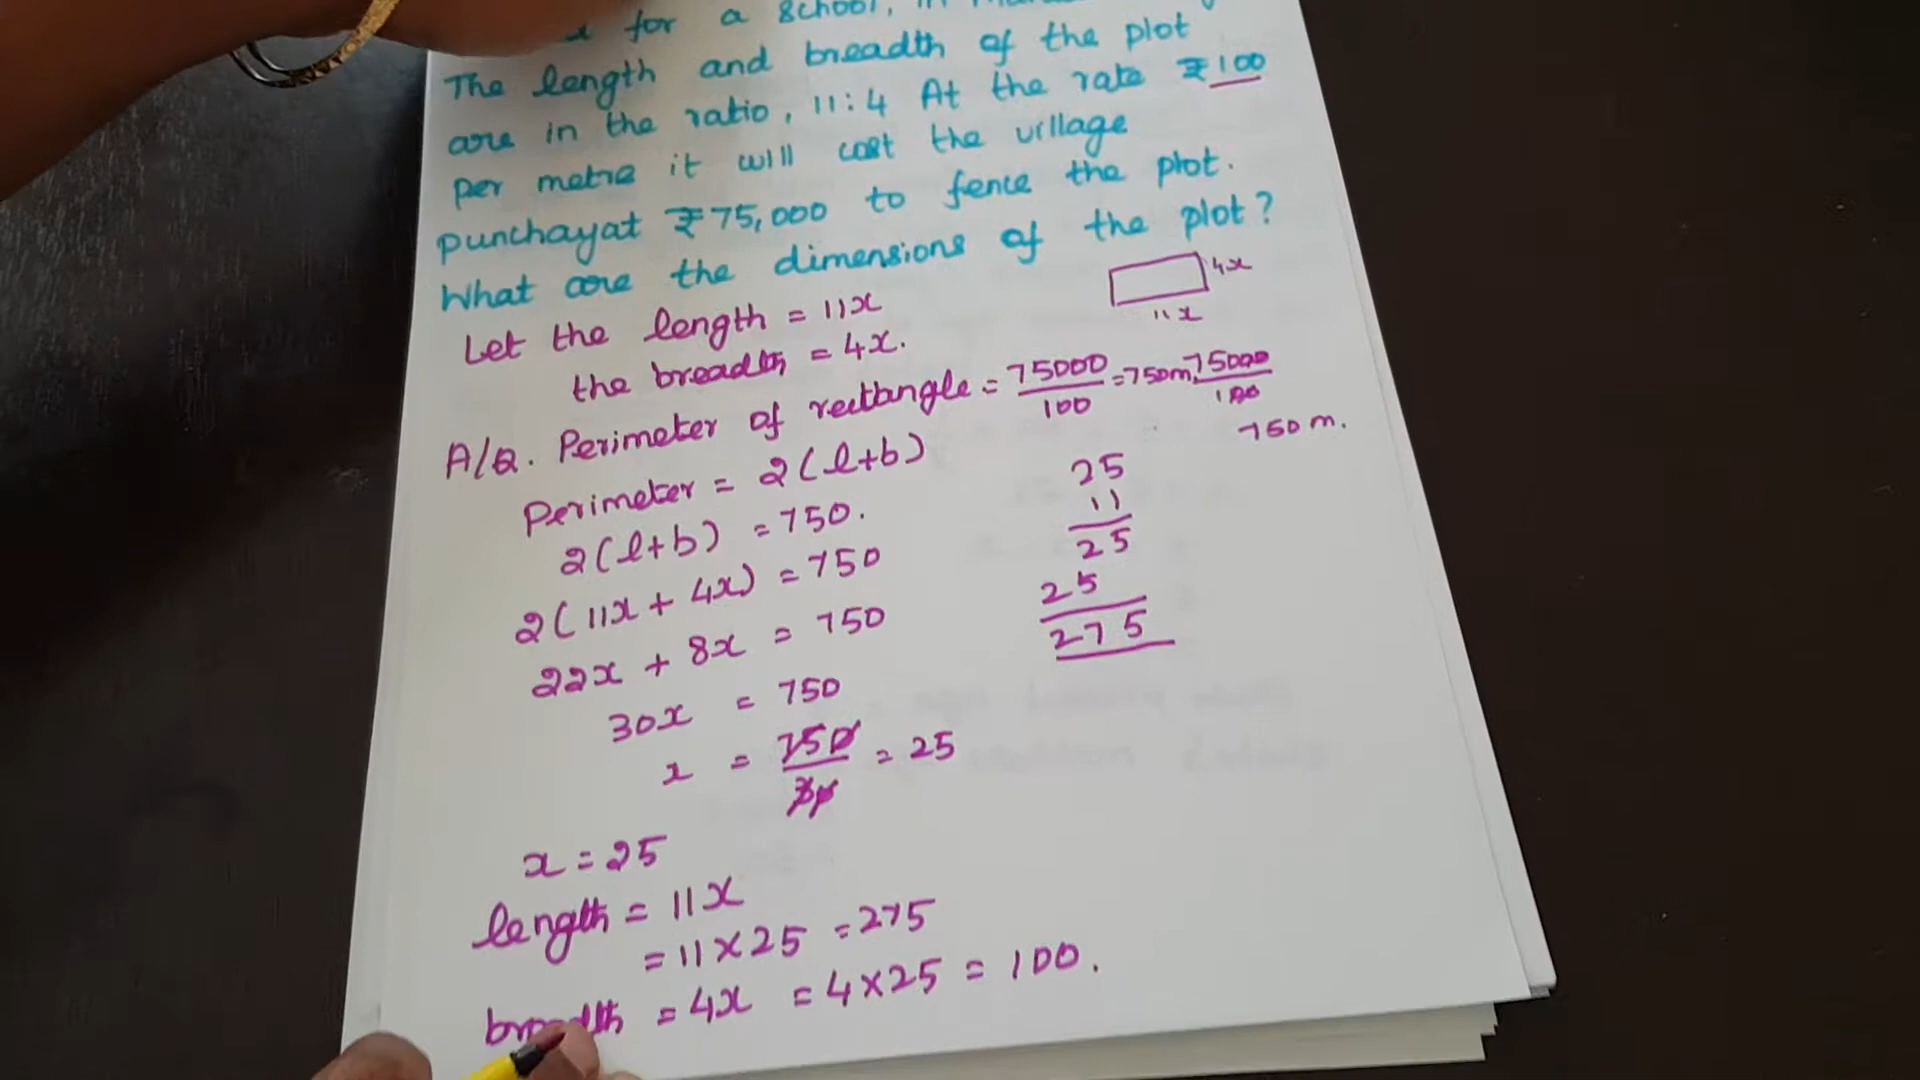 for a school, in
The length and breadth of the plot
are in the ratio, 11:4 At the rate ₹100
per metre it will cost the village
punchayat ₹75,000 to fence the plot.
What are the dimensions of the plot?
4x
11x
Let the length = 11x
the breadth = 4x.
A/Q. Perimeter of rectangle = 75000/100 = 750m
75000/100
750 m.
Perimeter = 2(l+b)
2(l+b) = 750.
2(11x + 4x) = 750
22x + 8x = 750
30x = 750
x = 750/30 = 25
25
11
25
25
275
x = 25
length = 11x
= 11×25 = 275
breadth = 4x = 4×25 = 100.